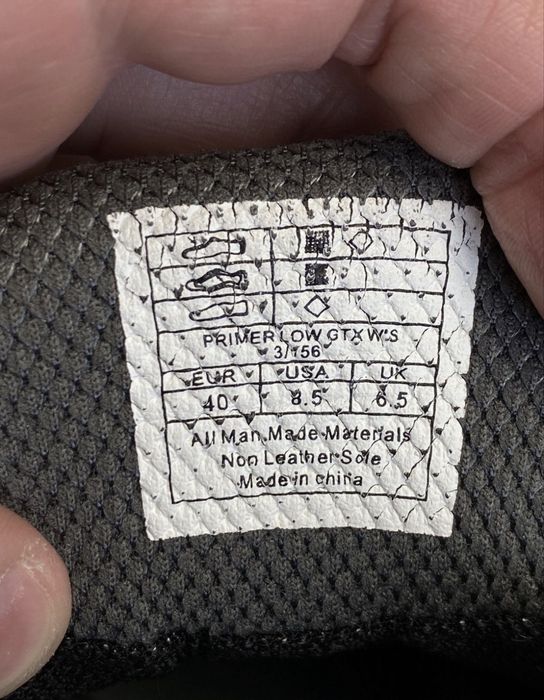 PRIMER LOW GTX W'S
3/156
EUR USA UK
40 8.5 6.5
All Man Made Materials
Non Leather Sole
Made in china